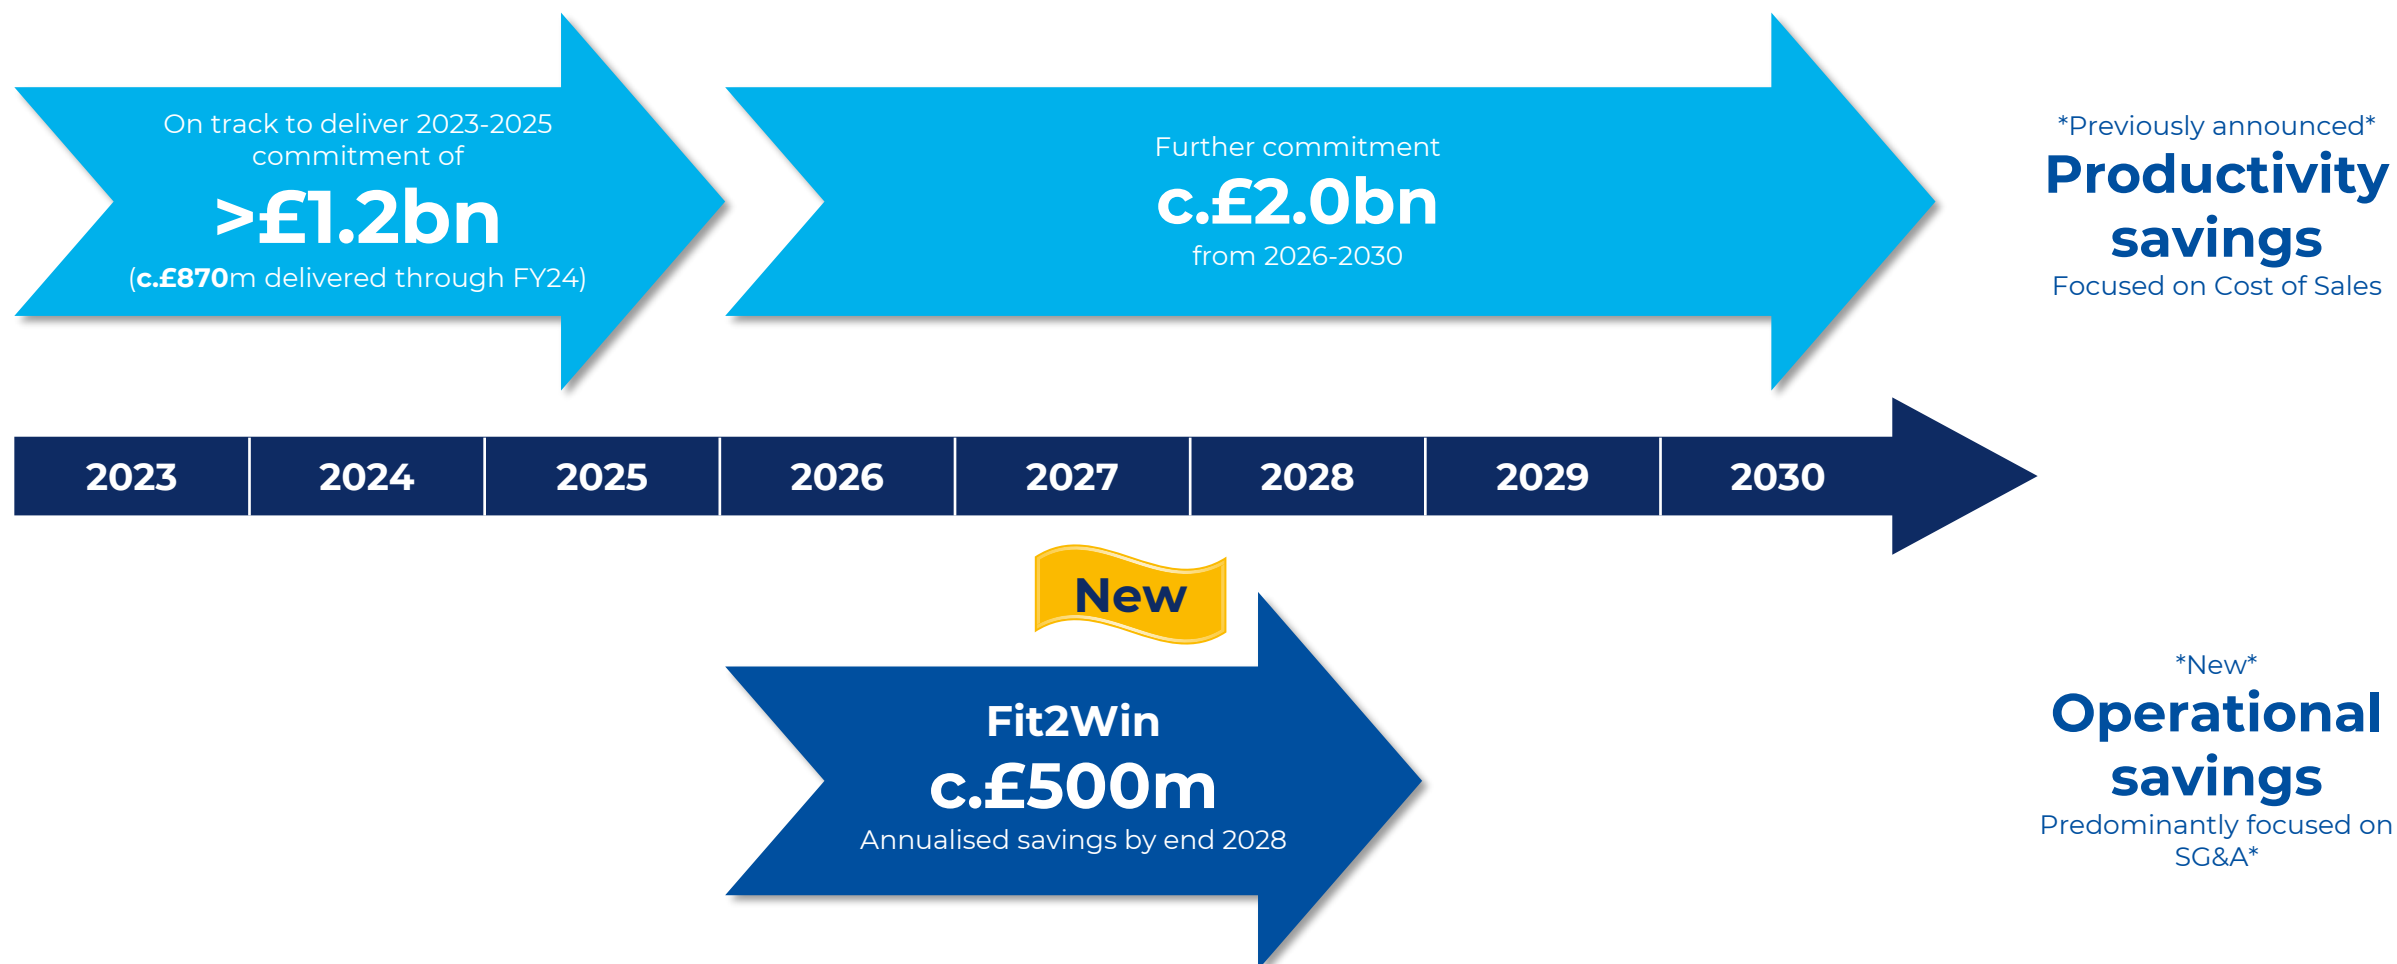 On track to deliver 2023-2025
commitment of
>£1.2bn
(c.£870m delivered through FY24)
Further commitment
c.£2.0bn
from 2026-2030
*Previously announced*
Productivity
savings
Focused on Cost of Sales
2023 2024 2025 2026 2027 2028 2029 2030
New
Fit2Win
c.£500m
Annualised savings by end 2028
*New*
Operational
savings
Predominantly focused on
SG&A*